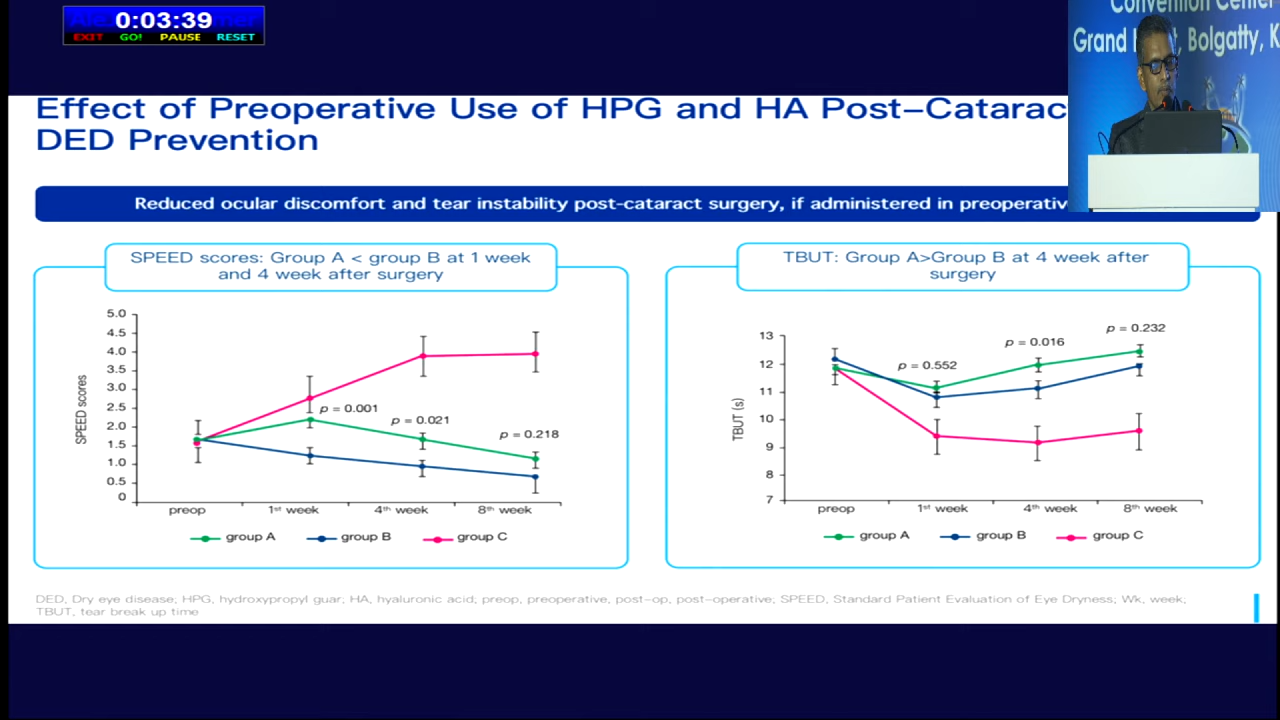 0:03:39
EXIT GO! PAUSE RESET
Convention Center
Grand Bolgatty, K
Effect of Preoperative Use of HPG and HA Post-Cataract
DED Prevention
Reduced ocular discomfort and tear instability post-cataract surgery, if administered in preoperative
SPEED scores: Group A < group B at 1 week
and 4 week after surgery
SPEED scores
5.0
4.5
4.0
3.5
3.0
2.5
2.0
1.5
1.0
0.5
0
p = 0.001
p = 0.021
p = 0.218
preop 1st week 4th week 8th week
group A group B group C
TBUT: Group A>Group B at 4 week after
surgery
TBUT (s)
13
12
11
10
9
8
7
p = 0.552
p = 0.016
p = 0.232
preop 1st week 4th week 8th week
group A group B group C
DED, Dry eye disease; HPG, hydroxypropyl guar; HA, hyaluronic acid; preop, preoperative, post-op, post-operative; SPEED, Standard Patient Evaluation of Eye Dryness; Wk, week;
TBUT, tear break up time